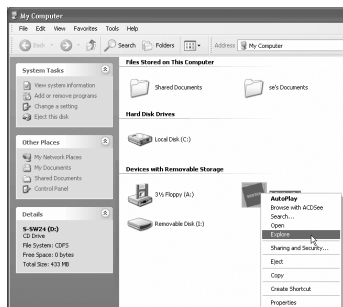 My Computer
File Edit View Favorites Tools Help
Back Search Folders Address My Computer
System Tasks
View system information
Add or remove programs
Change a setting
Eject this disk
Other Places
My Network Places
My Documents
Shared Documents
Control Panel
Details
S-SW24 (D:)
CD Drive
File System: CDFS
Free Space: 0 bytes
Total Size: 433 MB
Files Stored on This Computer
Shared Documents
se's Documents
Hard Disk Drives
Local Disk (C:)
Devices with Removable Storage
3½ Floppy (A:)
Removable Disk (I:)
AutoPlay
Browse with ACDSee
Search...
Open
Explore
Sharing and Security...
Eject
Copy
Create Shortcut
Properties